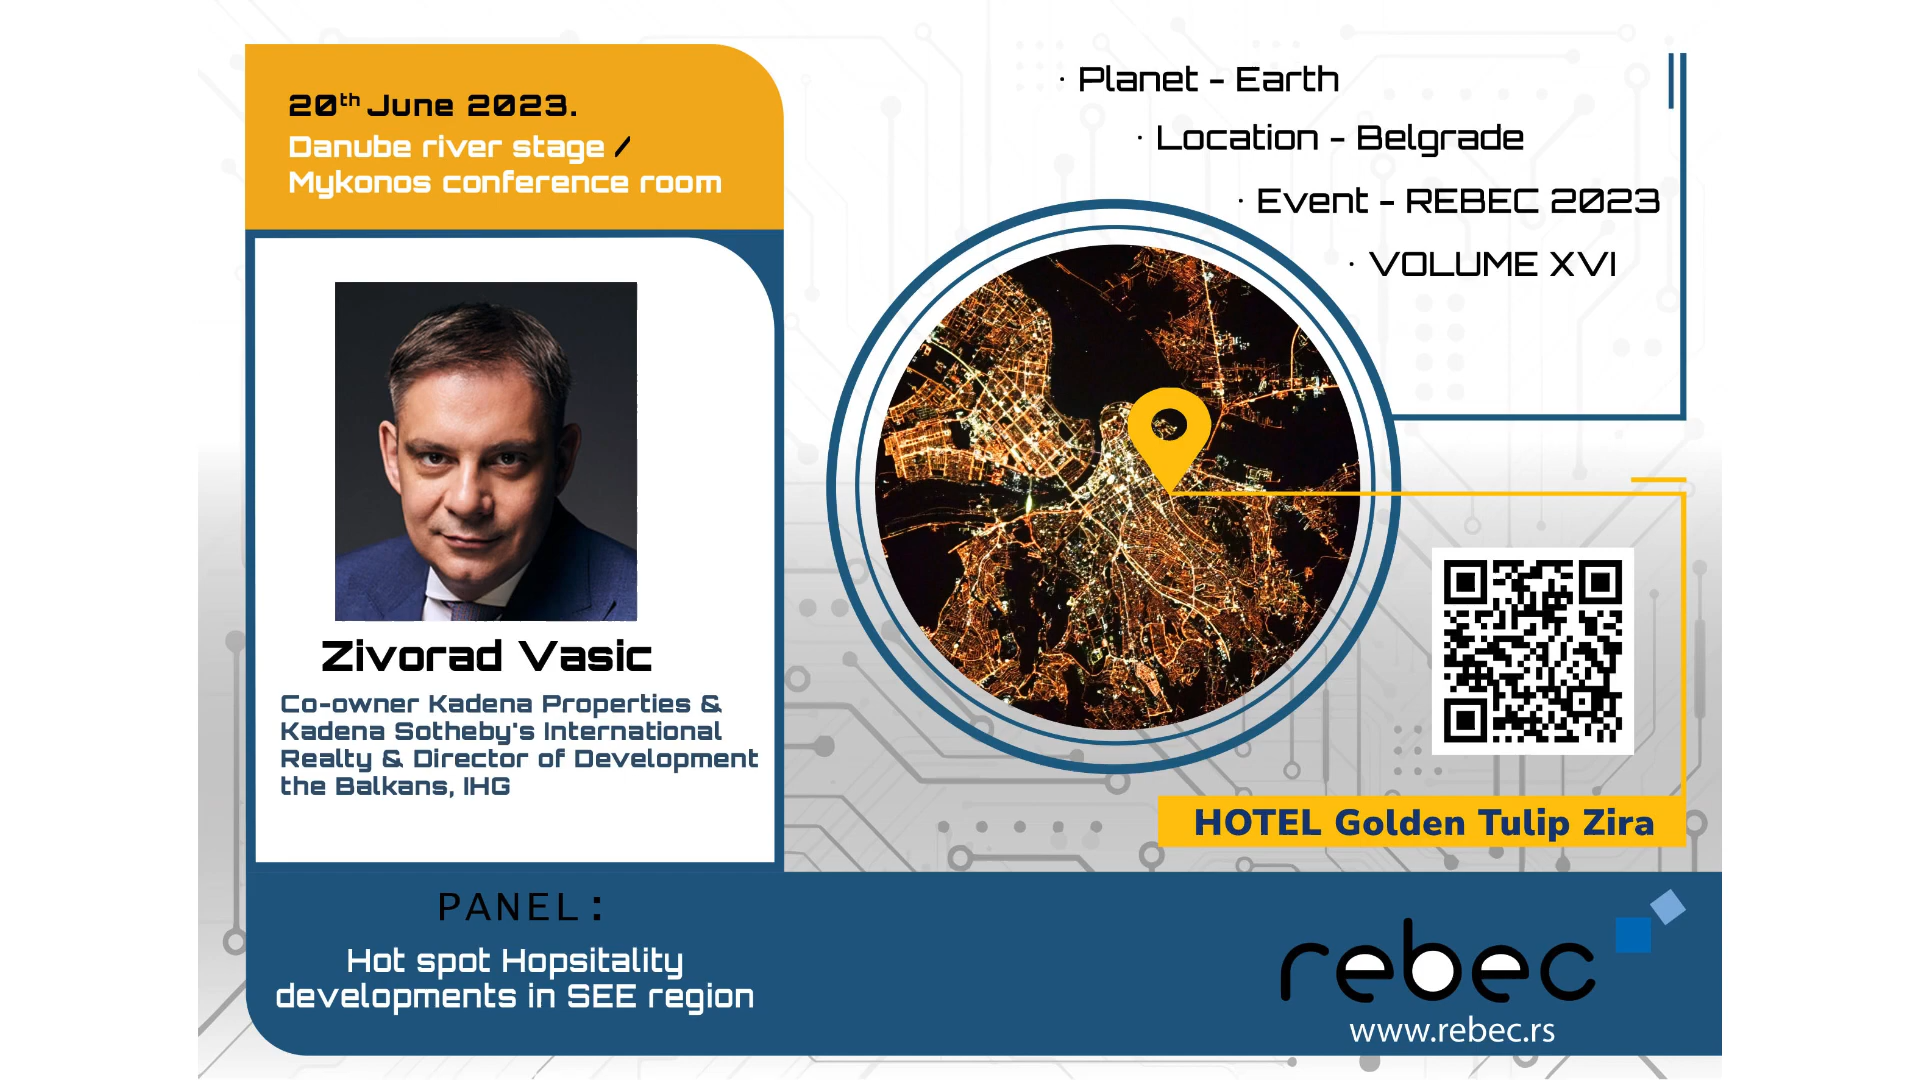 20th June 2023.
Danube river stage /
Mykonos conference room
Zivorad Vasic
Co-owner Kadena Properties &
Kadena Sotheby's International
Realty & Director of Development
the Balkans, IHG
PANEL:
Hot spot Hopsitality
developments in SEE region
· Planet - Earth
· Location - Belgrade
· Event - REBEC 2023
· VOLUME XVI
HOTEL Golden Tulip Zira
rebec
www.rebec.rs